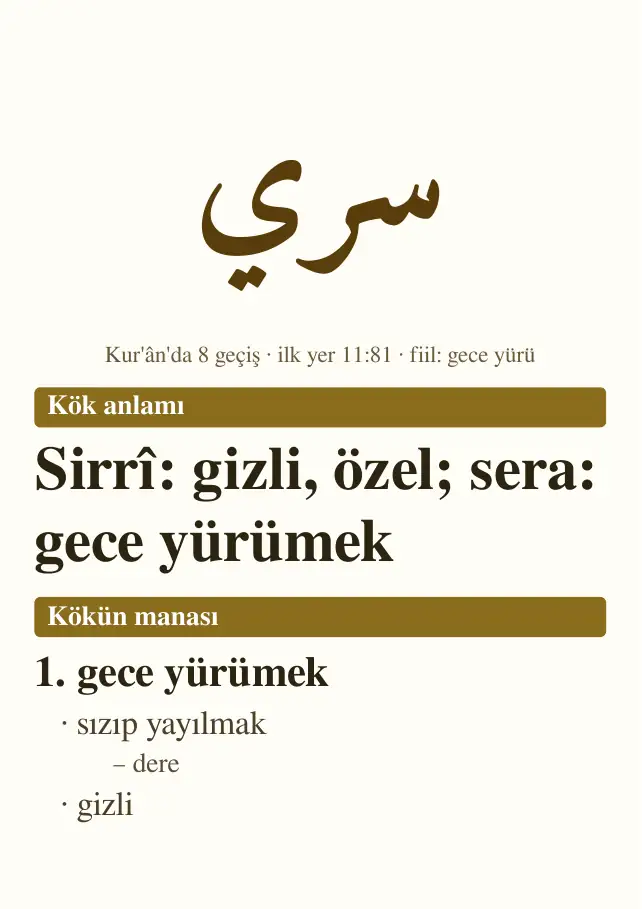 سري
Kur'ân'da 8 geçiş · ilk yer 11:81 · fiil: gece yürü
Kök anlamı
Sirrî: gizli, özel; sera:
gece yürümek
Kökün manası
1. gece yürümek
· sızıp yayılmak
– dere
· gizli